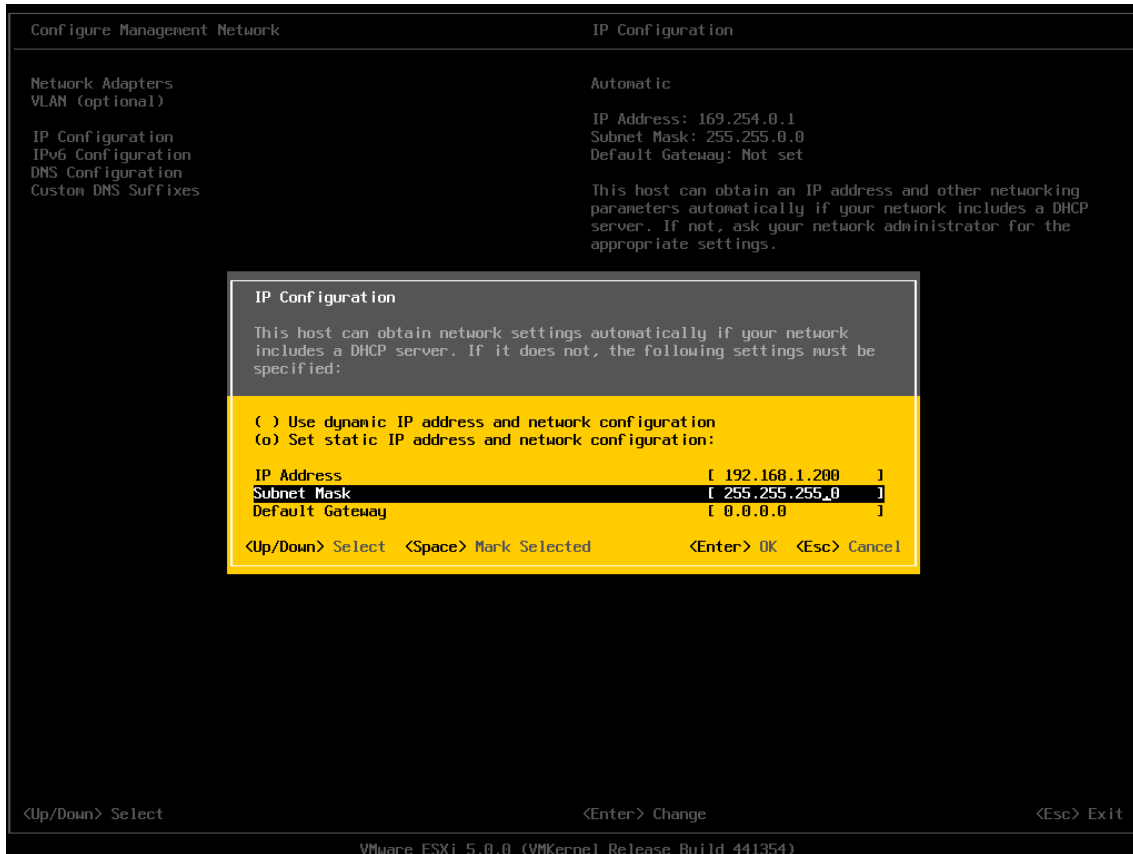 Configure Management Network
IP Configuration
Network Adapters
VLAN (optional)
IP Configuration
IPv6 Configuration
DNS Configuration
Custom DNS Suffixes
Automatic
IP Address: 169.254.0.1
Subnet Mask: 255.255.0.0
Default Gateway: Not set
This host can obtain an IP address and other networking
parameters automatically if your network includes a DHCP
server. If not, ask your network administrator for the
appropriate settings.
IP Configuration
This host can obtain network settings automatically if your network
includes a DHCP server. If it does not, the following settings must be
specified:
( ) Use dynamic IP address and network configuration
(o) Set static IP address and network configuration:
IP Address [ 192.168.1.200 ]
Subnet Mask [ 255.255.255.0 ]
Default Gateway [ 0.0.0.0 ]
<Up/Down> Select <Space> Mark Selected <Enter> OK <Esc> Cancel
<Up/Down> Select <Enter> Change <Esc> Exit
VMware ESXi 5.0.0 (VMKernel Release Build 441354)